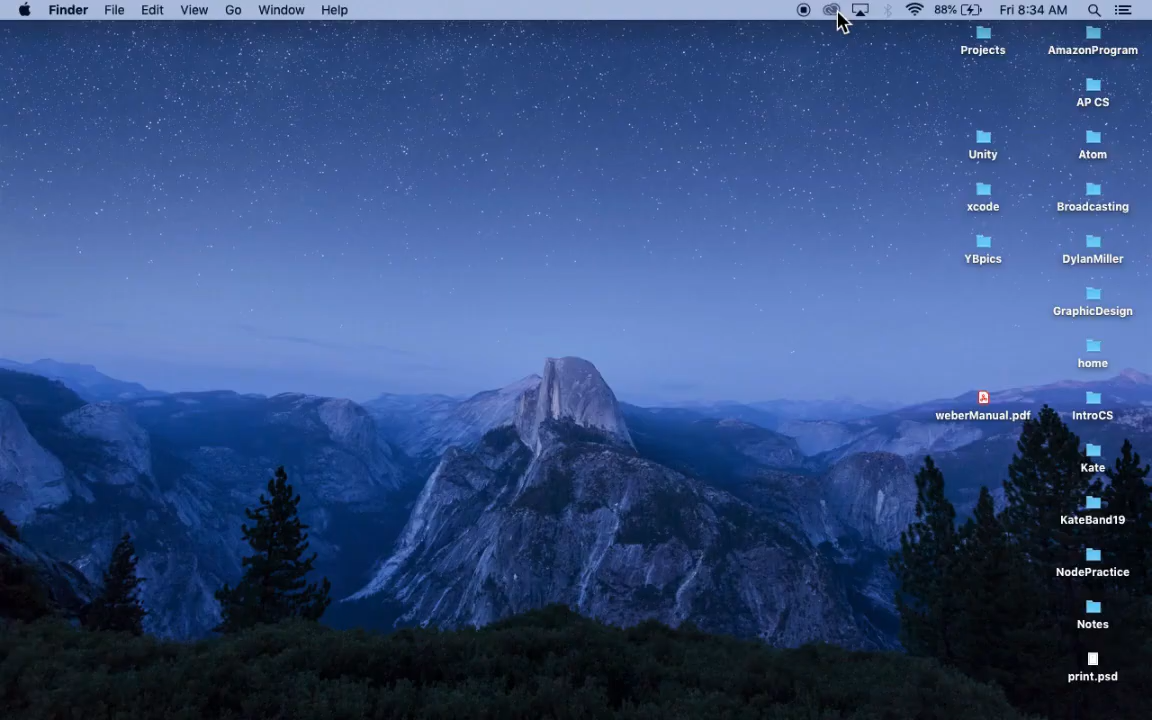 Finder File Edit View Go Window Help 88% Fri 8:34 AM
Projects AmazonProgram
AP CS
Unity Atom
xcode Broadcasting
YBpics DylanMiller
GraphicDesign
home
weberManual.pdf IntroCS
Kate
KateBand19
NodePractice
Notes
print.psd